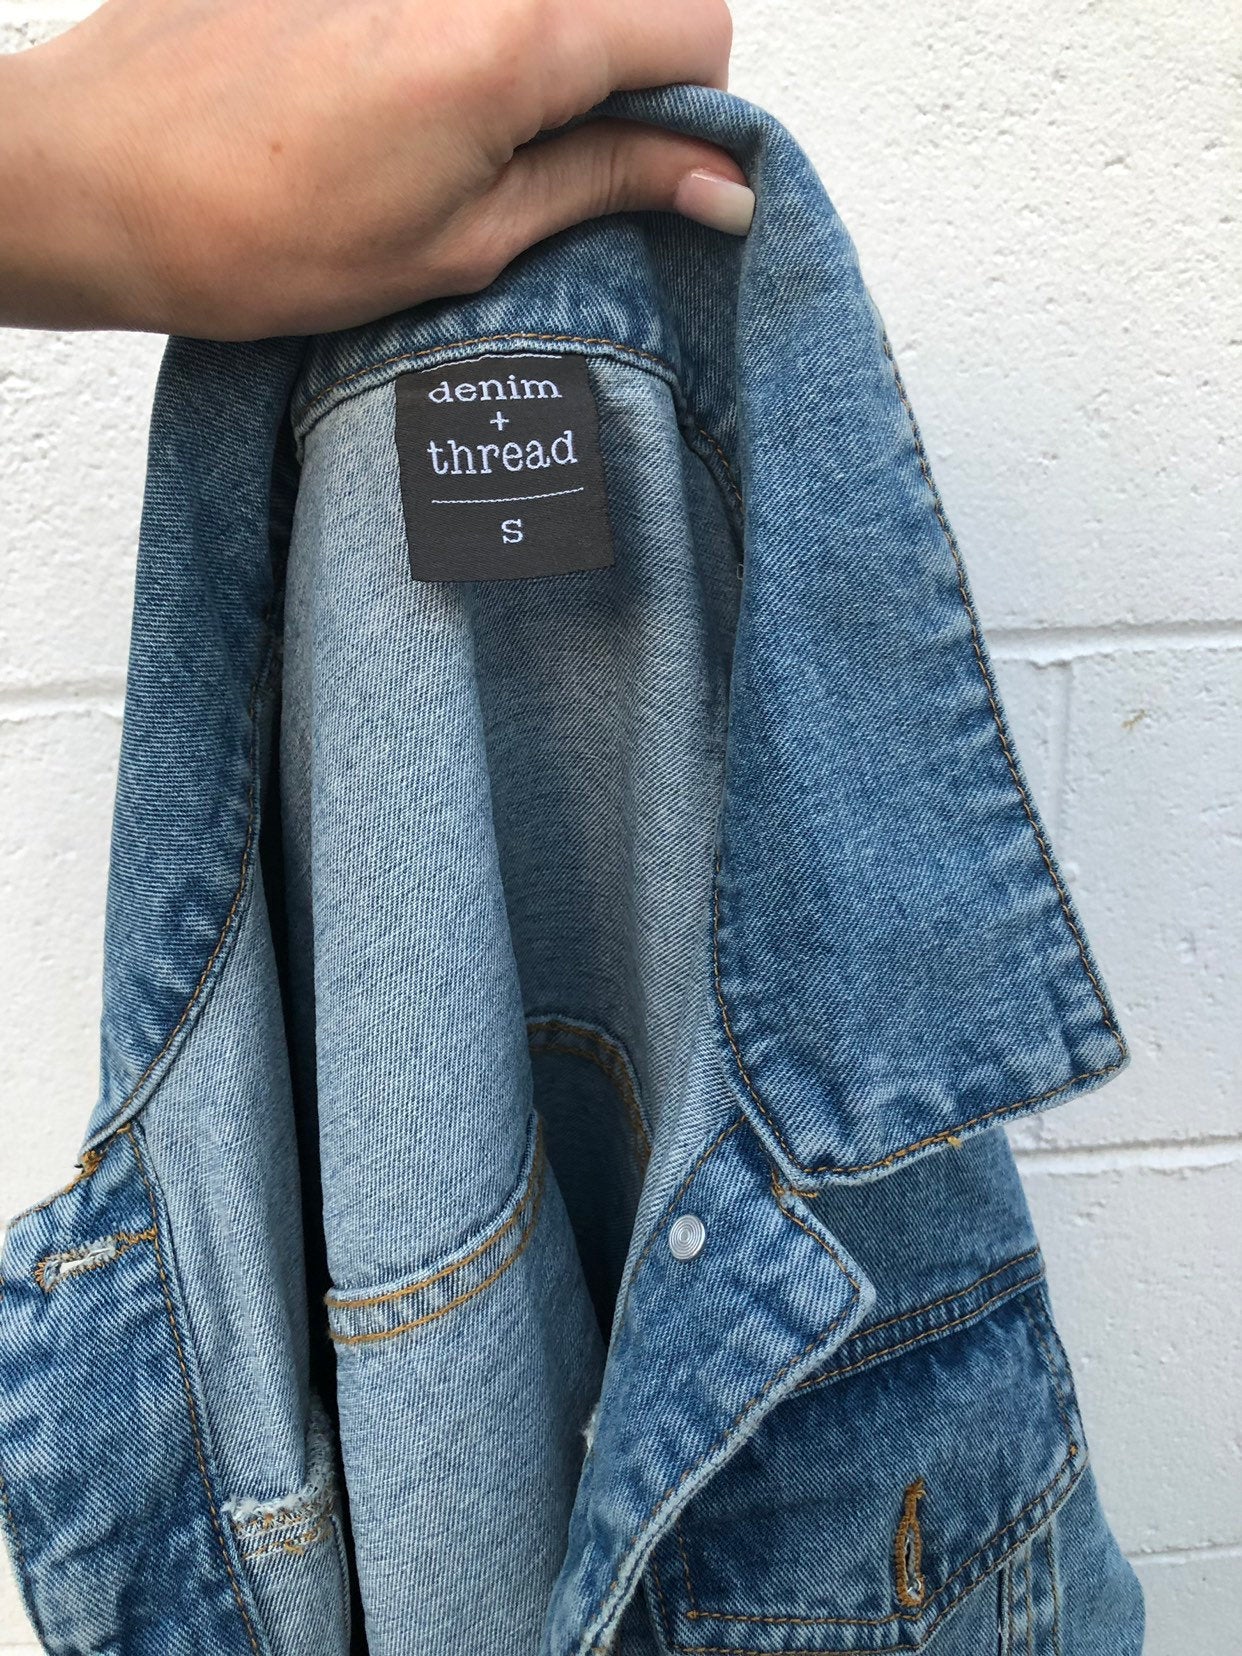 denim
+
thread
S